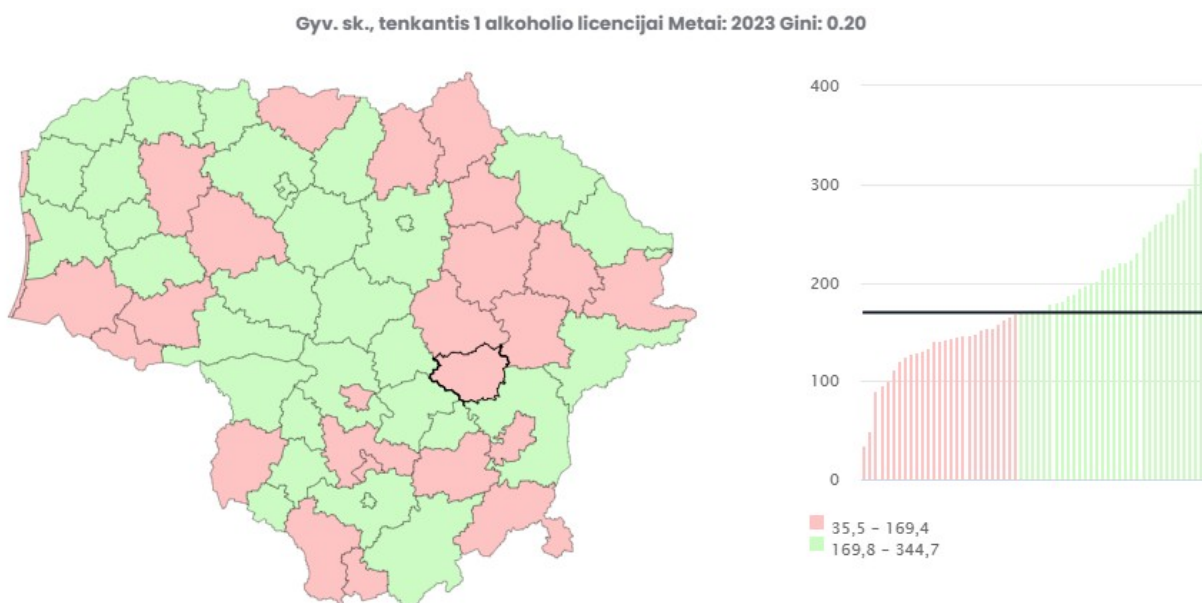 Gyv. sk., tenkantis 1 alkoholio licencijai Metai: 2023 Gini: 0.20
400
300
200
100
0
35,5 – 169,4
169,8 – 344,7